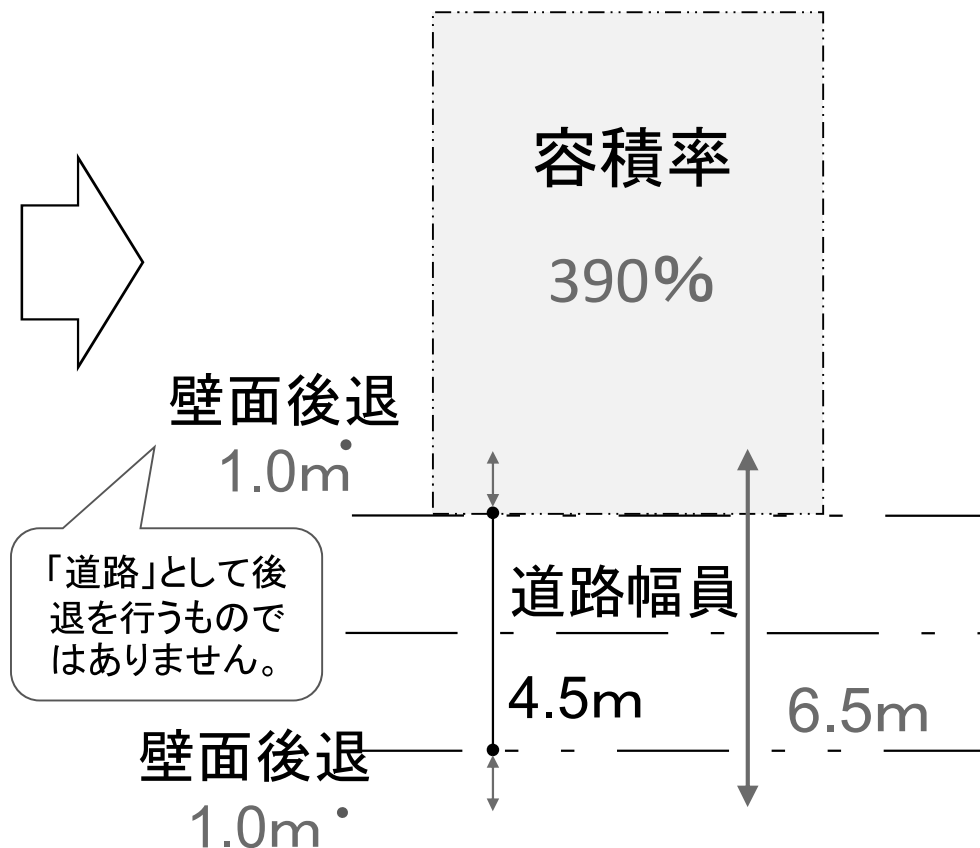 容積率
390%
壁面後退
1.0m
「道路」として後
退を行うもので
はありません。
道路幅員
4.5m
6.5m
壁面後退
1.0m